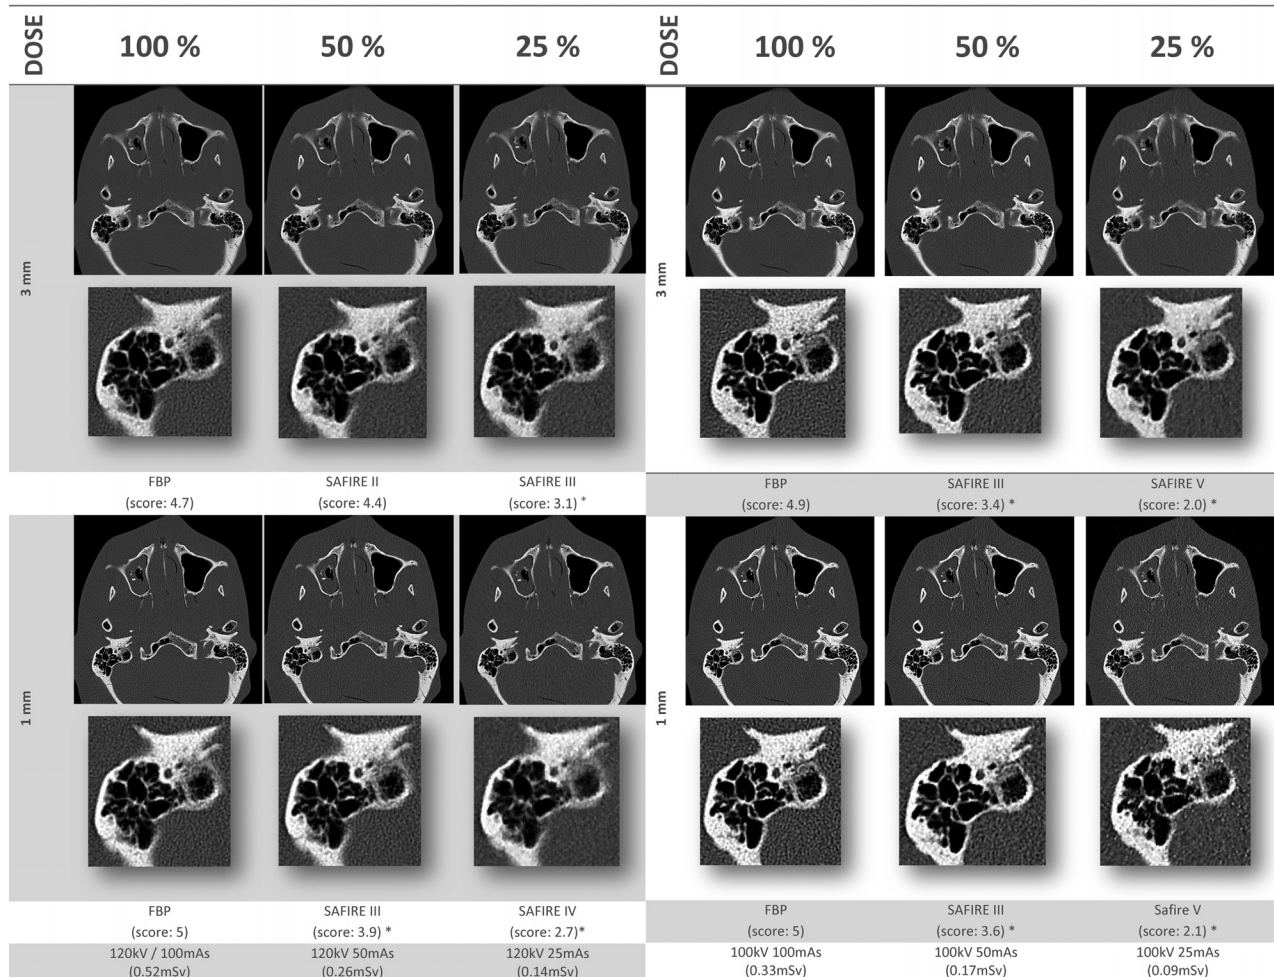 DOSE
100 %
50 %
25 %
DOSE
100 %
50 %
25 %
3 mm
3 mm
FBP
(score: 4.7)
SAFIRE II
(score: 4.4)
SAFIRE III
(score: 3.1) *
FBP
(score: 4.9)
SAFIRE III
(score: 3.4) *
SAFIRE V
(score: 2.0) *
1 mm
1 mm
FBP
(score: 5)
SAFIRE III
(score: 3.9) *
SAFIRE IV
(score: 2.7)*
FBP
(score: 5)
SAFIRE III
(score: 3.6) *
Safire V
(score: 2.1) *
120kV / 100mAs
(0.52mSv)
120kV 50mAs
(0.26mSv)
120kV 25mAs
(0.14mSv)
100kV 100mAs
(0.33mSv)
100kV 50mAs
(0.17mSv)
100kV 25mAs
(0.09mSv)